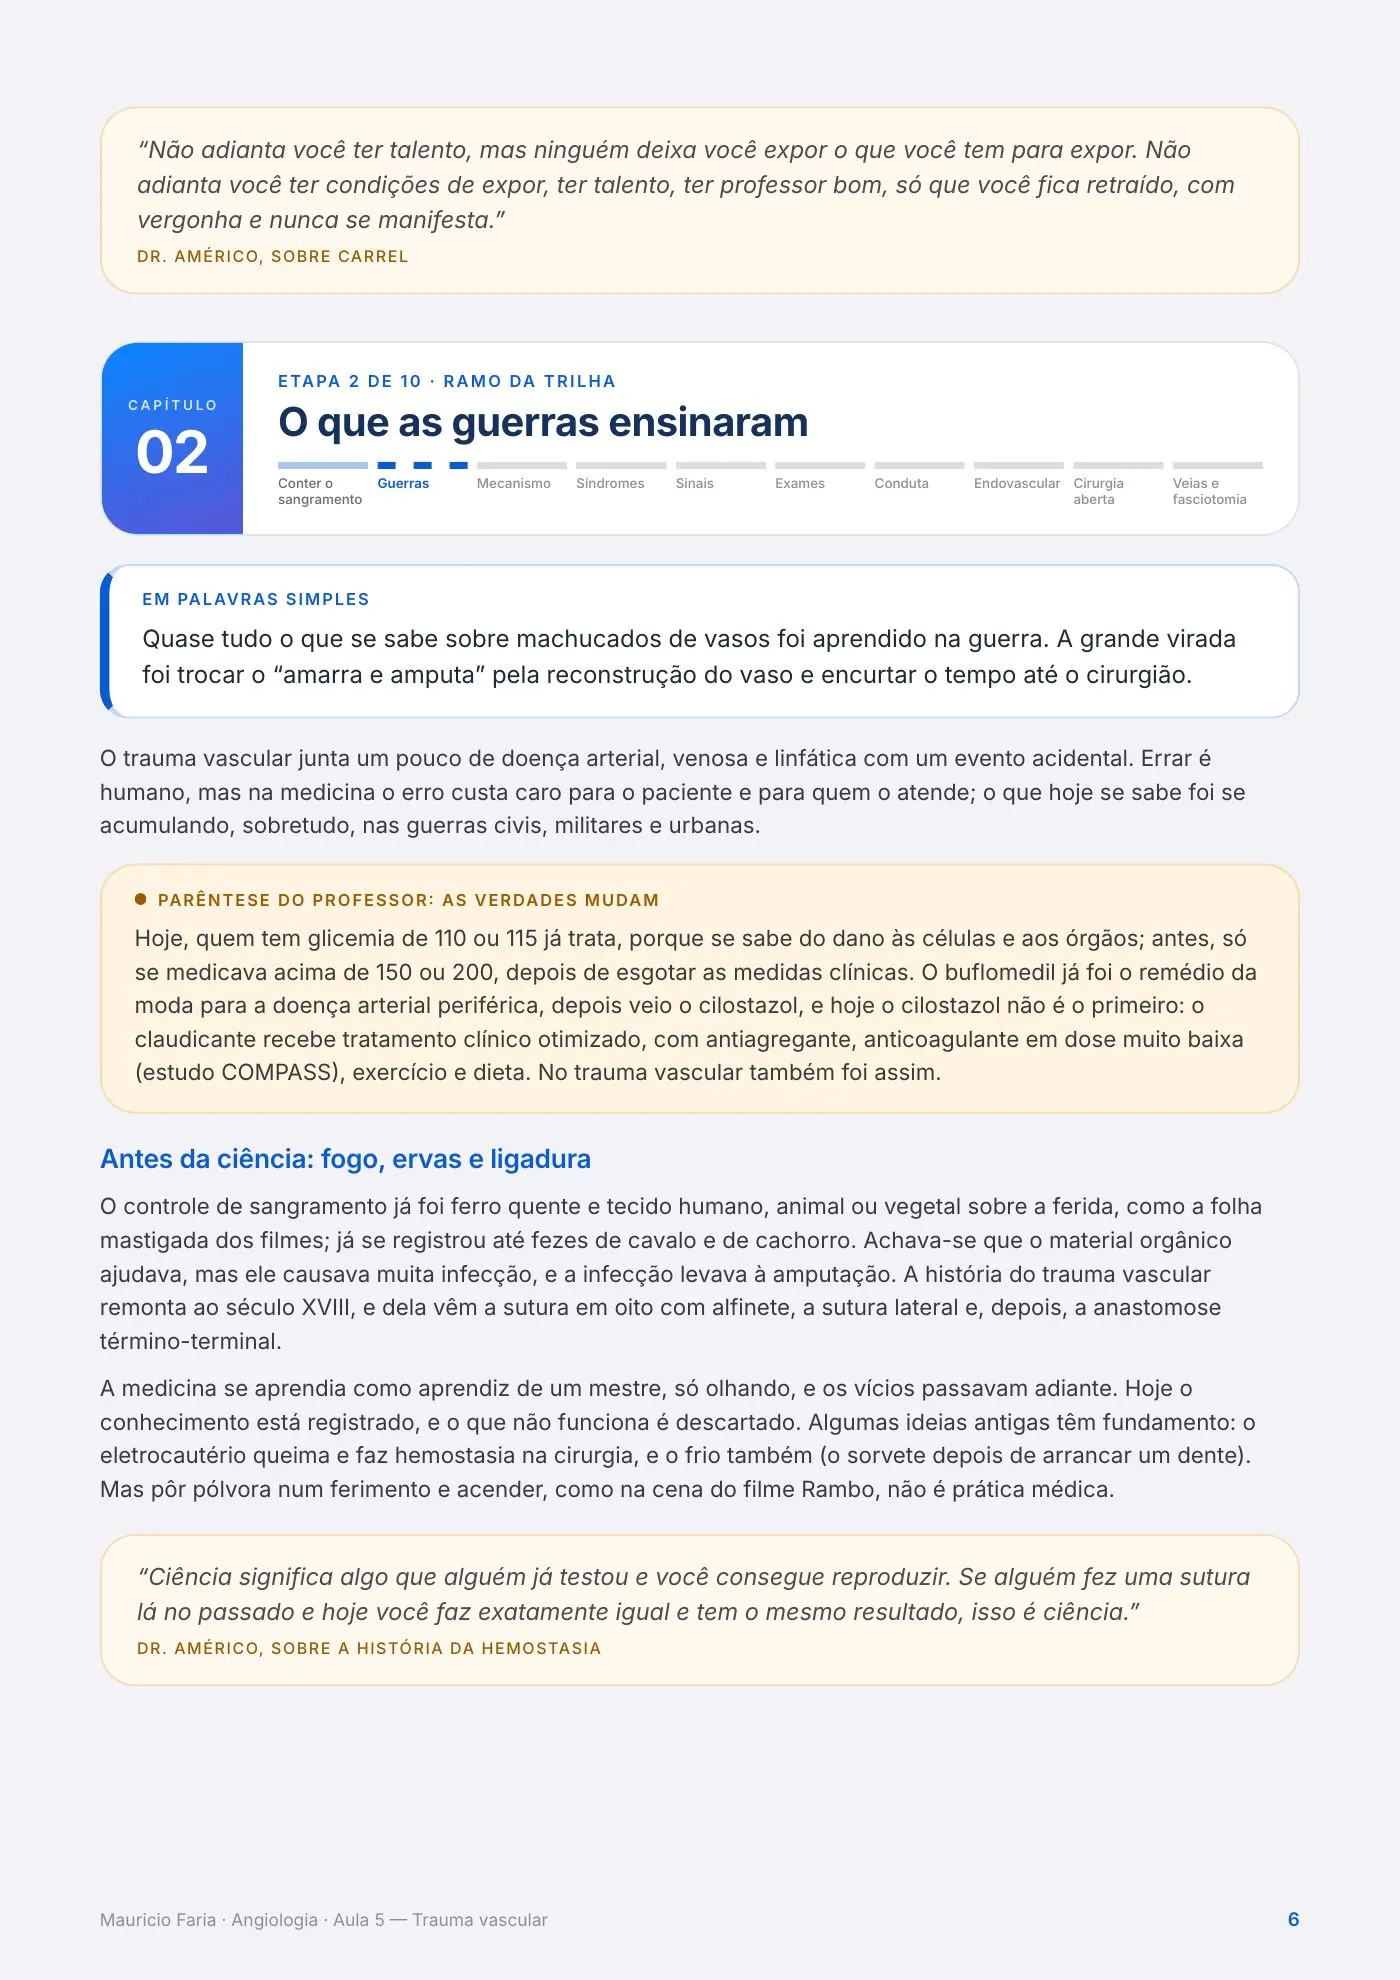 “Não adianta você ter talento, mas ninguém deixa você expor o que você tem para expor. Não
adianta você ter condições de expor, ter talento, ter professor bom, só que você fica retraído, com
vergonha e nunca se manifesta.”
DR. AMÉRICO, SOBRE CARREL
CAPÍTULO
02
ETAPA 2 DE 10 · RAMO DA TRILHA
O que as guerras ensinaram
Conter o
sangramento
Guerras
Mecanismo
Síndromes
Sinais
Exames
Conduta
Endovascular
Cirurgia
aberta
Veias e
fasciotomia
EM PALAVRAS SIMPLES
Quase tudo o que se sabe sobre machucados de vasos foi aprendido na guerra. A grande virada
foi trocar o “amarra e amputa” pela reconstrução do vaso e encurtar o tempo até o cirurgião.
O trauma vascular junta um pouco de doença arterial, venosa e linfática com um evento acidental. Errar é
humano, mas na medicina o erro custa caro para o paciente e para quem o atende; o que hoje se sabe foi se
acumulando, sobretudo, nas guerras civis, militares e urbanas.
PARÊNTESE DO PROFESSOR: AS VERDADES MUDAM
Hoje, quem tem glicemia de 110 ou 115 já trata, porque se sabe do dano às células e aos órgãos; antes, só
se medicava acima de 150 ou 200, depois de esgotar as medidas clínicas. O buflomedil já foi o remédio da
moda para a doença arterial periférica, depois veio o cilostazol, e hoje o cilostazol não é o primeiro: o
claudicante recebe tratamento clínico otimizado, com antiagregante, anticoagulante em dose muito baixa
(estudo COMPASS), exercício e dieta. No trauma vascular também foi assim.
Antes da ciência: fogo, ervas e ligadura
O controle de sangramento já foi ferro quente e tecido humano, animal ou vegetal sobre a ferida, como a folha
mastigada dos filmes; já se registrou até fezes de cavalo e de cachorro. Achava-se que o material orgânico
ajudava, mas ele causava muita infecção, e a infecção levava à amputação. A história do trauma vascular
remonta ao século XVIII, e dela vêm a sutura em oito com alfinete, a sutura lateral e, depois, a anastomose
término-terminal.
A medicina se aprendia como aprendiz de um mestre, só olhando, e os vícios passavam adiante. Hoje o
conhecimento está registrado, e o que não funciona é descartado. Algumas ideias antigas têm fundamento: o
eletrocautério queima e faz hemostasia na cirurgia, e o frio também (o sorvete depois de arrancar um dente).
Mas pôr pólvora num ferimento e acender, como na cena do filme Rambo, não é prática médica.
“Ciência significa algo que alguém já testou e você consegue reproduzir. Se alguém fez uma sutura
lá no passado e hoje você faz exatamente igual e tem o mesmo resultado, isso é ciência.”
DR. AMÉRICO, SOBRE A HISTÓRIA DA HEMOSTASIA
Mauricio Faria · Angiologia · Aula 5 — Trauma vascular
6